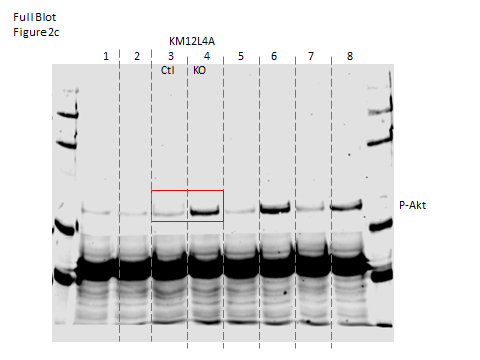 Full Blot
Figure 2c
KM12L4A
1 2 3 4 5 6 7 8
Ctl KO
P-Akt